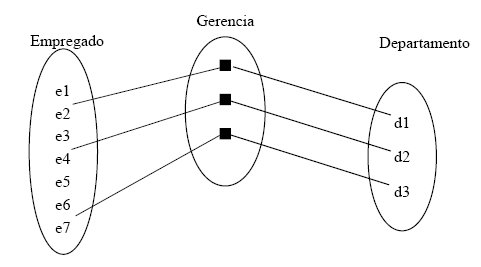 Gerencia
Empregado
Departamento
e1
e2
e3
e4
e5
e6
e7
d1
d2
d3